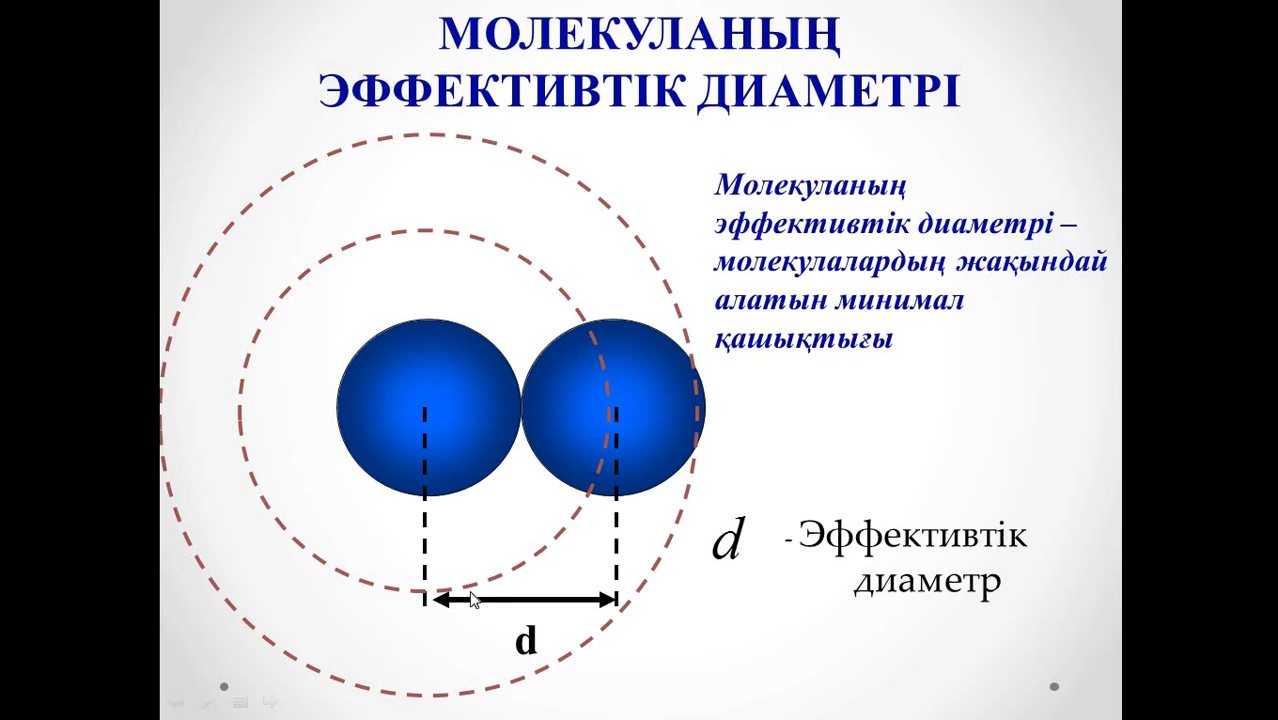 МОЛЕКУЛАНЫҢ
ЭФФЕКТИВТІК ДИАМЕТРІ
Молекуланың
эффективтік диаметрі –
молекулалардың жақындай
алатын минимал
қашықтығы
d - Эффективтік
диаметр
d